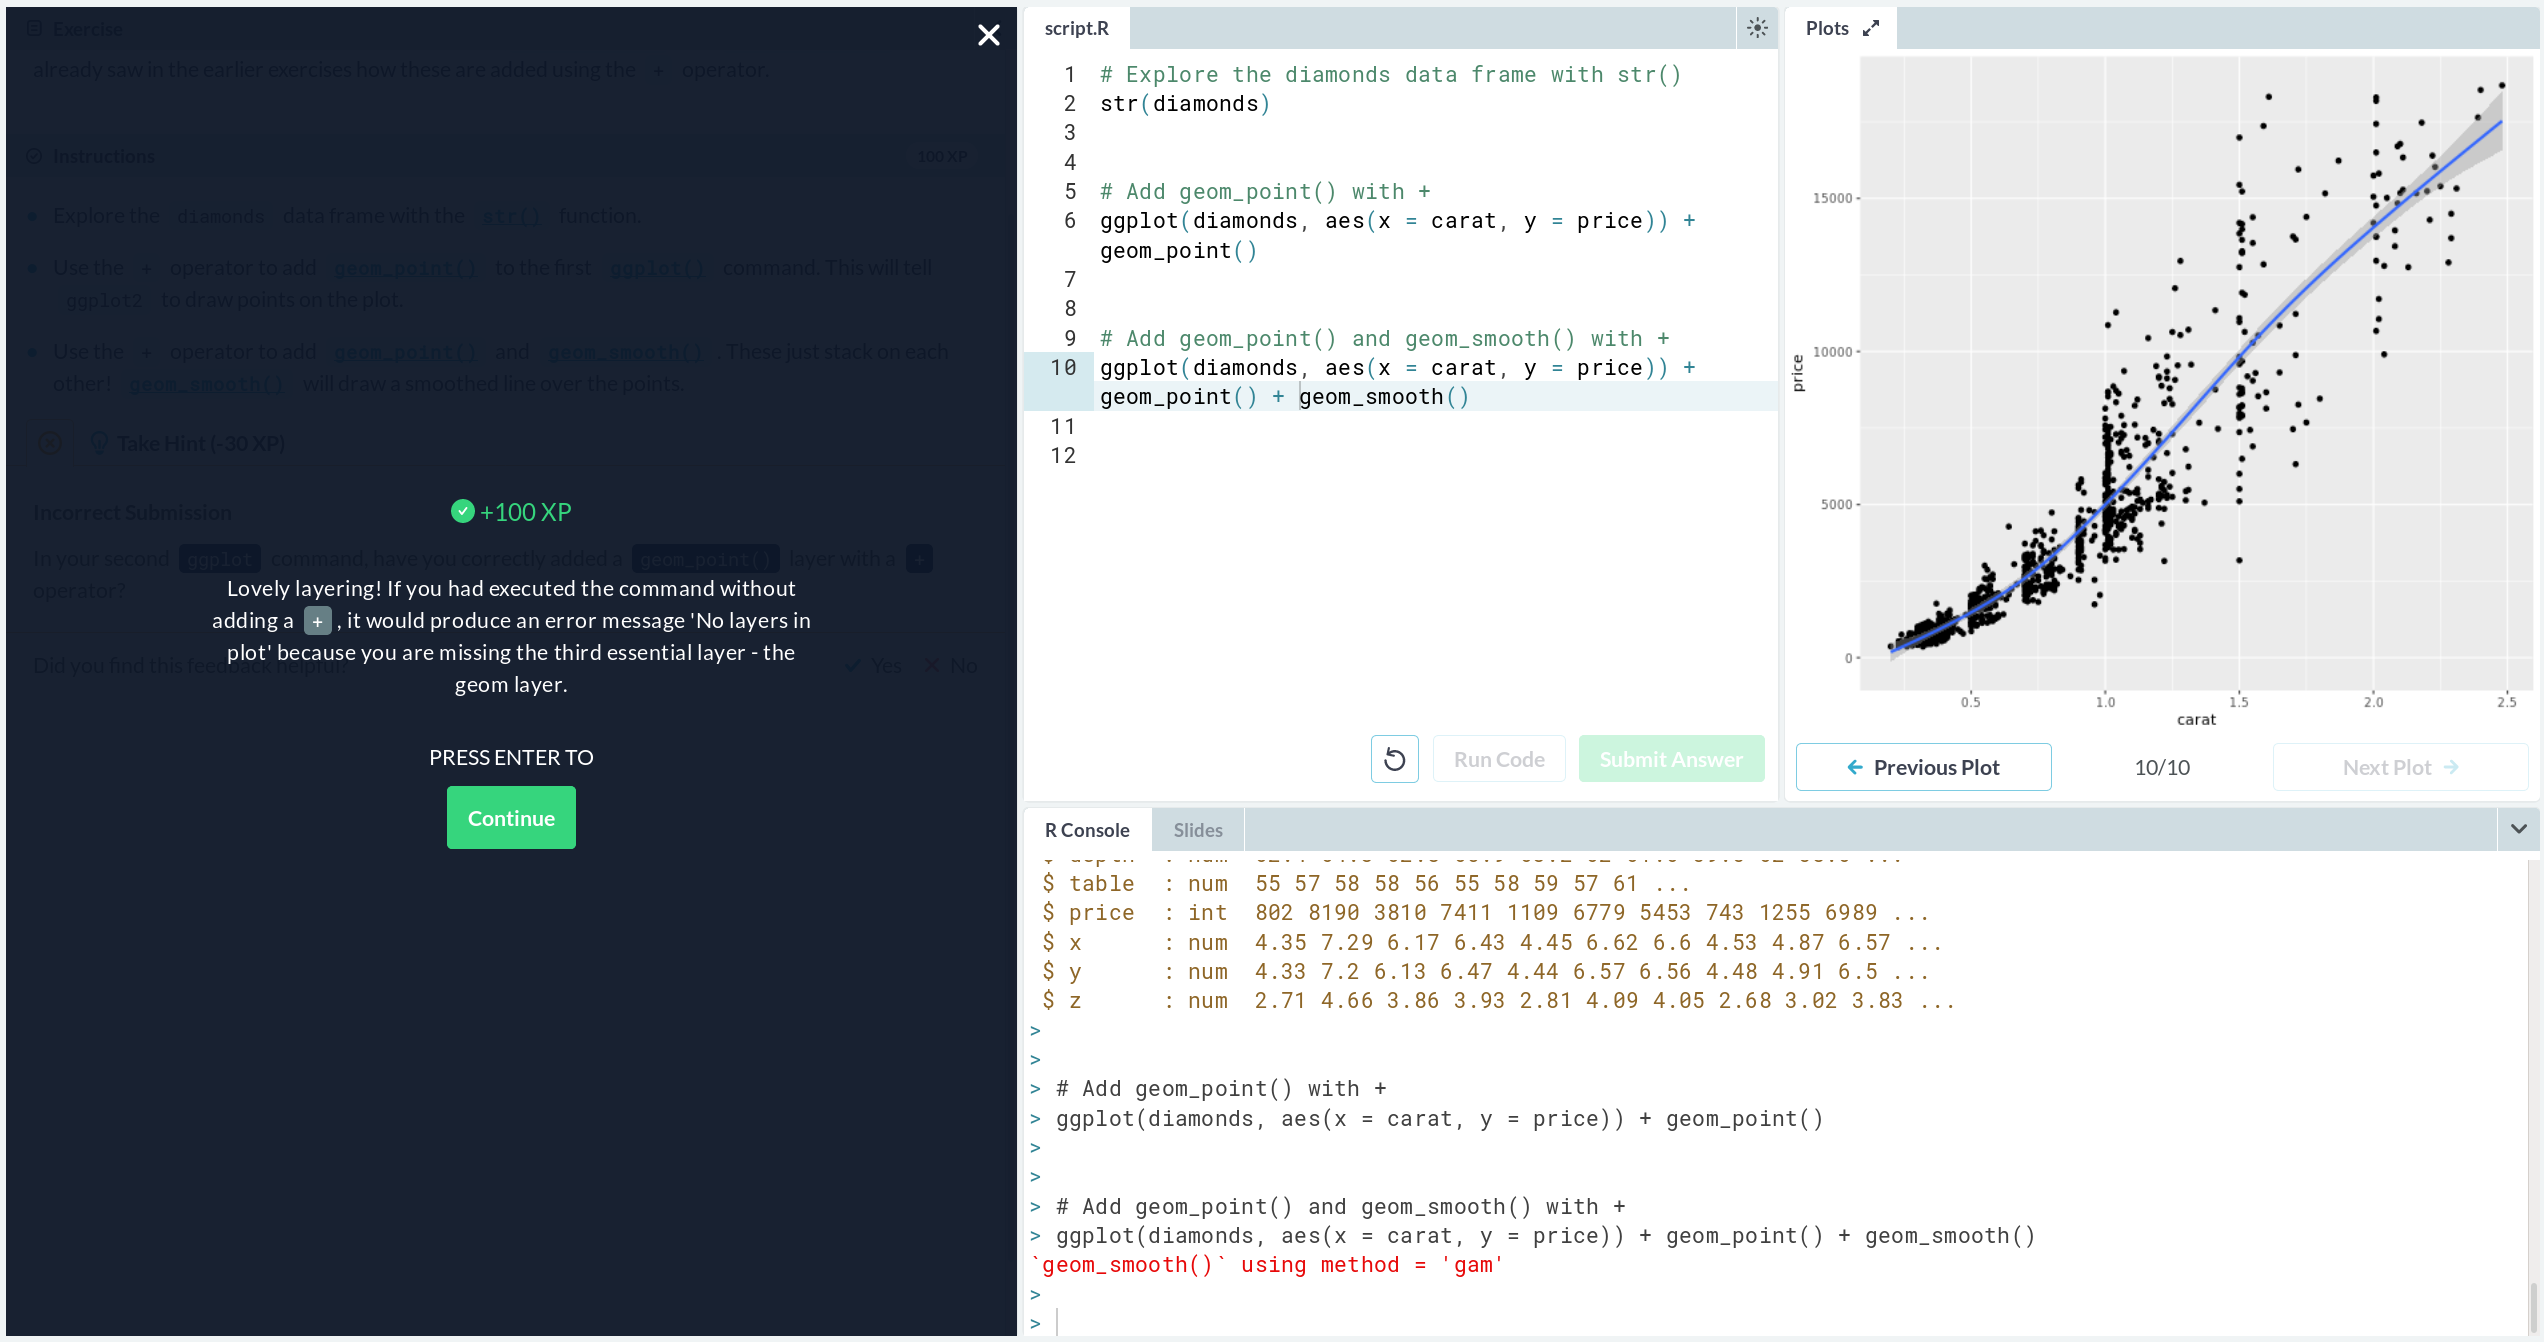 Exercise
already saw in the earlier exercises how these are added using the + operator.
Instructions
100 XP
Explore the diamonds data frame with the str() function.
Use the + operator to add geom_point() to the first ggplot() command. This will tell
ggplot2 to draw points on the plot.
Use the + operator to add geom_point() and geom_smooth() . These just stack on each
other! geom_smooth() will draw a smoothed line over the points.
Take Hint (-30 XP)
Incorrect Submission
In your second ggplot command, have you correctly added a geom_point() layer with a +
operator?
Did you find this feedback helpful?
Yes No
+100 XP
Lovely layering! If you had executed the command without
adding a + , it would produce an error message 'No layers in
plot' because you are missing the third essential layer - the
geom layer.
PRESS ENTER TO
Continue
script.R
1 # Explore the diamonds data frame with str()
2 str(diamonds)
3
4
5 # Add geom_point() with +
6 ggplot(diamonds, aes(x = carat, y = price)) +
geom_point()
7
8
9 # Add geom_point() and geom_smooth() with +
10 ggplot(diamonds, aes(x = carat, y = price)) +
geom_point() + geom_smooth()
11
12
Run Code
Submit Answer
Plots
15000
10000
5000
0
price
0.5 1.0 1.5 2.0 2.5
carat
Previous Plot
10/10
Next Plot
R Console
Slides
$ table : num 55 57 58 58 56 55 58 59 57 61 ...
$ price : int 802 8190 3810 7411 1109 6779 5453 743 1255 6989 ...
$ x : num 4.35 7.29 6.17 6.43 4.45 6.62 6.6 4.53 4.87 6.57 ...
$ y : num 4.33 7.2 6.13 6.47 4.44 6.57 6.56 4.48 4.91 6.5 ...
$ z : num 2.71 4.66 3.86 3.93 2.81 4.09 4.05 2.68 3.02 3.83 ...
>
>
> # Add geom_point() with +
> ggplot(diamonds, aes(x = carat, y = price)) + geom_point()
>
>
> # Add geom_point() and geom_smooth() with +
> ggplot(diamonds, aes(x = carat, y = price)) + geom_point() + geom_smooth()
`geom_smooth()` using method = 'gam'
>
>